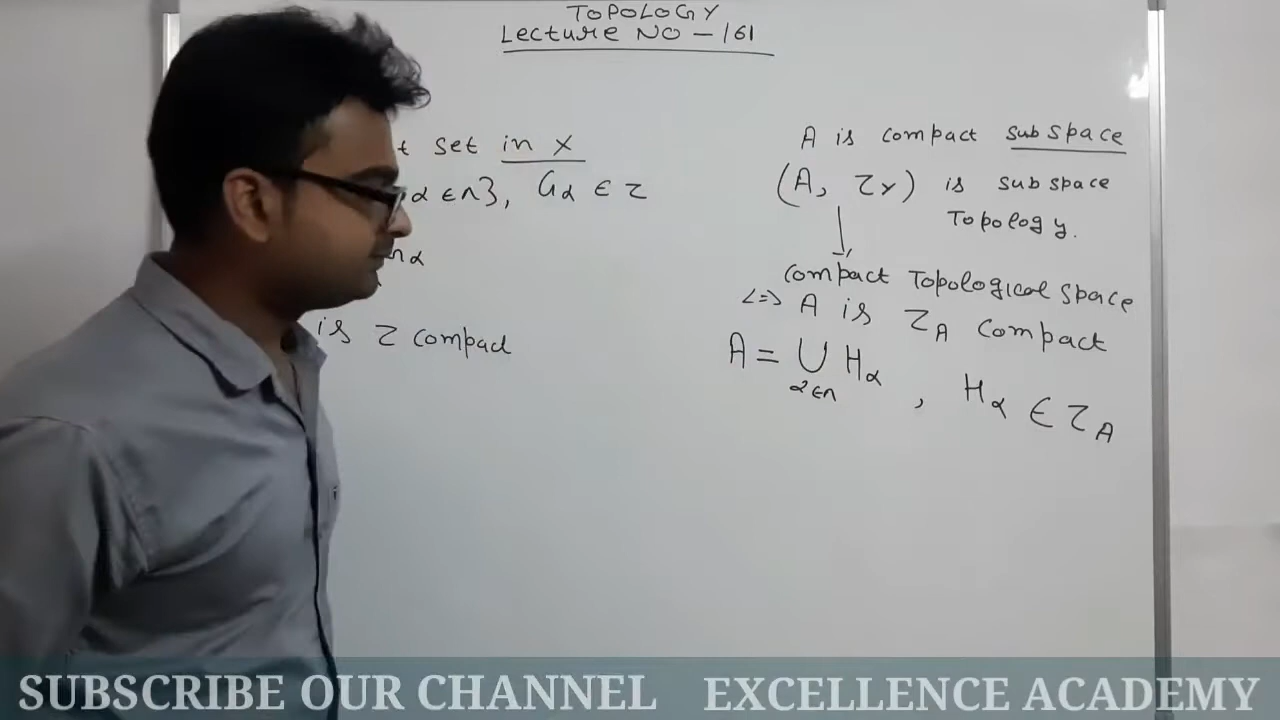 TOPOLOGY
Lecture NO - 161
t set in X
α ∈ Λ}, Gα ∈ τ
α
is τ compact
A is compact subspace
(A, τY) is subspace
Topology.
compact Topological space
<=> A is τA compact
A = ∪ Hα , Hα ∈ τA
α∈Λ
SUBSCRIBE OUR CHANNEL EXCELLENCE ACADEMY